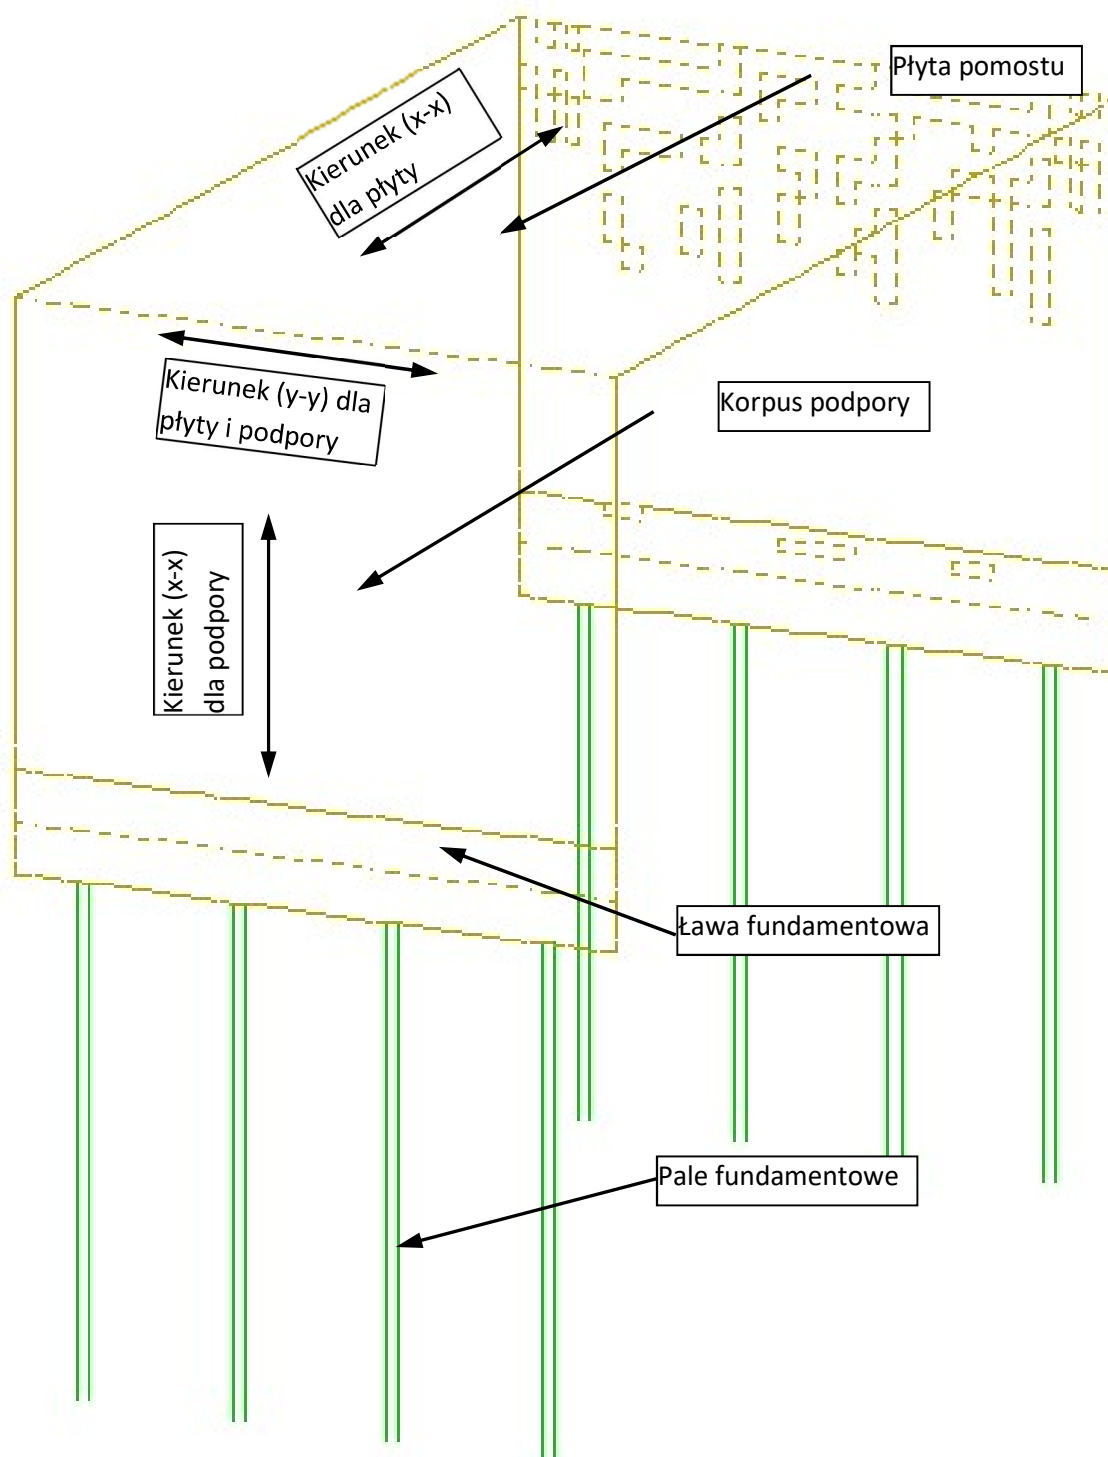 Płyta pomostu
Kierunek (x-x)
dla płyty
Kierunek (y-y) dla
płyty i podpory
Korpus podpory
Kierunek (x-x)
dla podpory
Ława fundamentowa
Pale fundamentowe